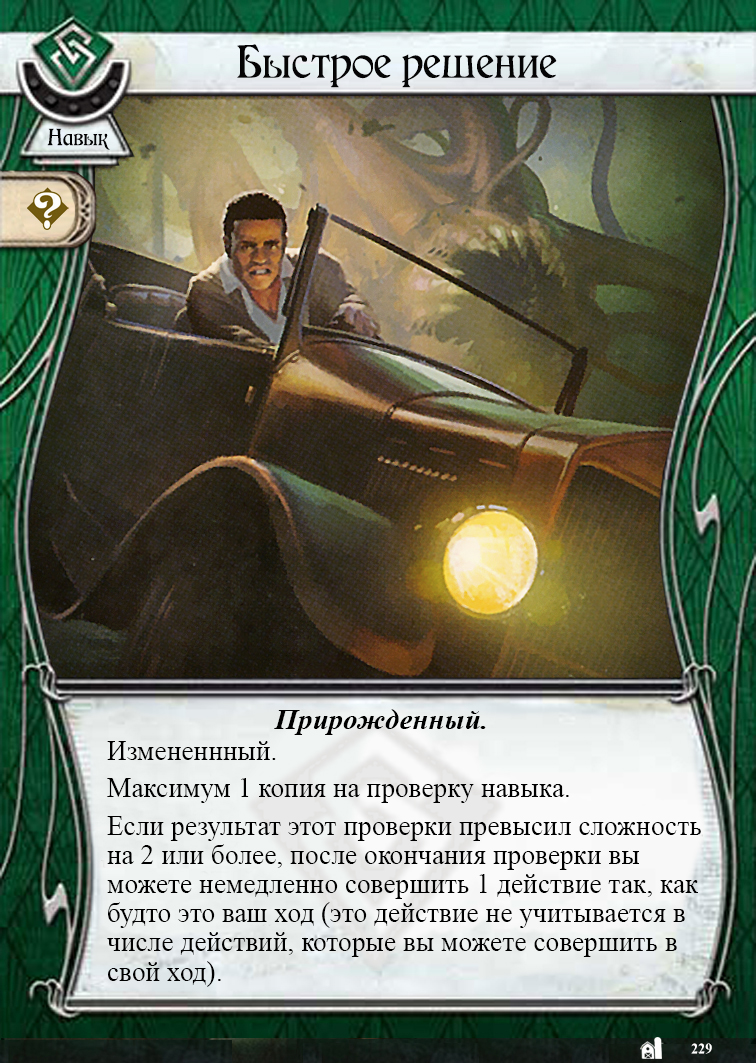 Быстрое решение
Навык
?
Прирожденный.
Измененнный.
Максимум 1 копия на проверку навыка.
Если результат этот проверки превысил сложность
на 2 или более, после окончания проверки вы
можете немедленно совершить 1 действие так, как
будто это ваш ход (это действие не учитывается в
числе действий, которые вы можете совершить в
свой ход).
229